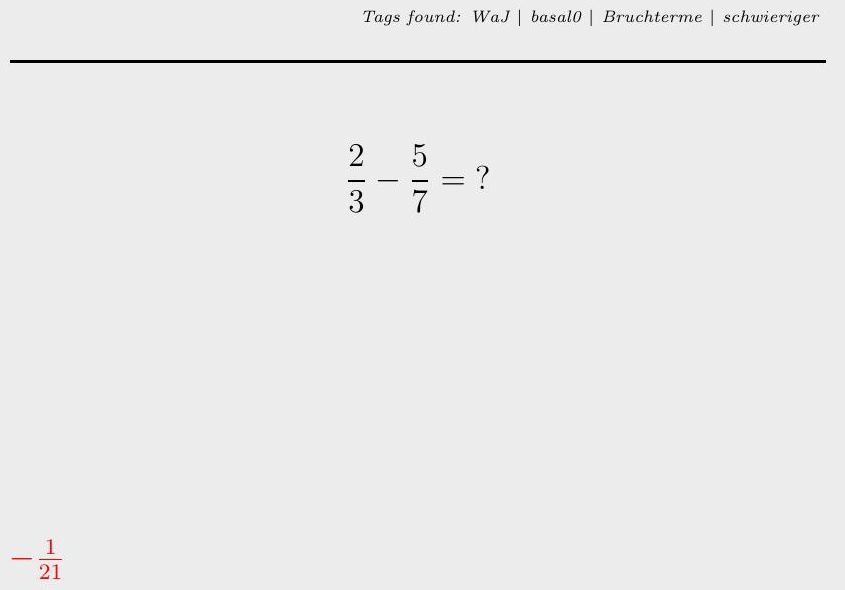 Tags found: WaJ | basal0 | Bruchterme | schwieriger
2/3 − 5/7 = ?
− 1/21